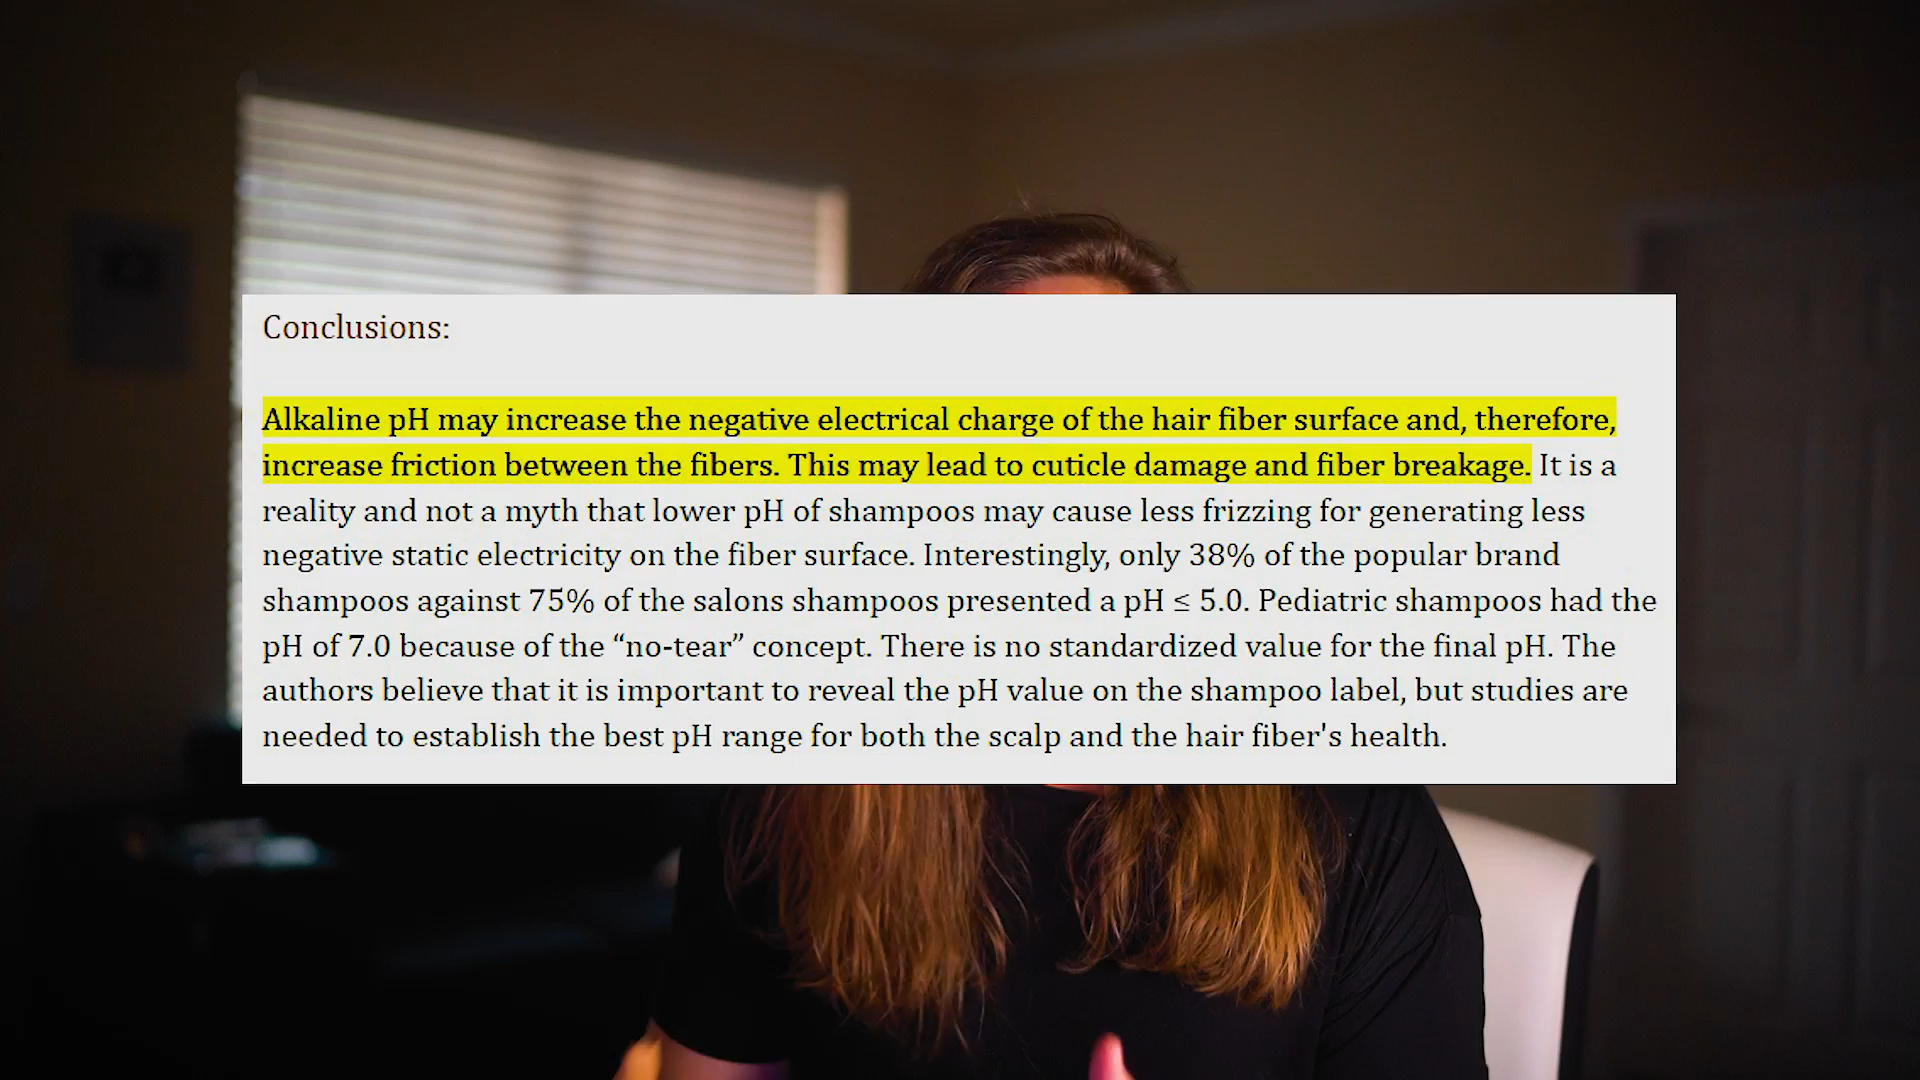 Conclusions:
Alkaline pH may increase the negative electrical charge of the hair fiber surface and, therefore,
increase friction between the fibers. This may lead to cuticle damage and fiber breakage. It is a
reality and not a myth that lower pH of shampoos may cause less frizzing for generating less
negative static electricity on the fiber surface. Interestingly, only 38% of the popular brand
shampoos against 75% of the salons shampoos presented a pH ≤ 5.0. Pediatric shampoos had the
pH of 7.0 because of the “no-tear” concept. There is no standardized value for the final pH. The
authors believe that it is important to reveal the pH value on the shampoo label, but studies are
needed to establish the best pH range for both the scalp and the hair fiber's health.